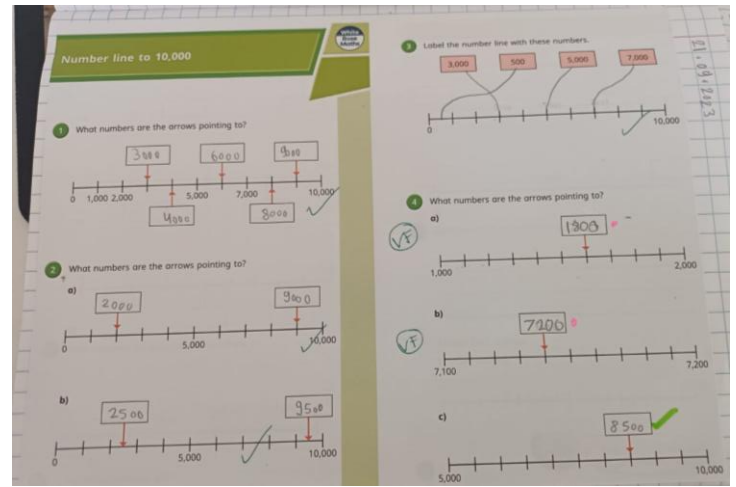 Number line to 10,000
White
Rose
Maths
1 What numbers are the arrows pointing to?
3000 6000 9000
0 1,000 2,000 5,000 7,000 10,000
4000 8000
2 What numbers are the arrows pointing to?
a)
2000 9000
0 5,000 10,000
b)
2500 9500
0 5,000 10,000
3 Label the number line with these numbers.
3,000 500 5,000 7,000
0 10,000
21.09.2023
4 What numbers are the arrows pointing to?
a)
VF
1,000 2,000
b)
VF
7,100 7,200
c)
8500
5,000 10,000